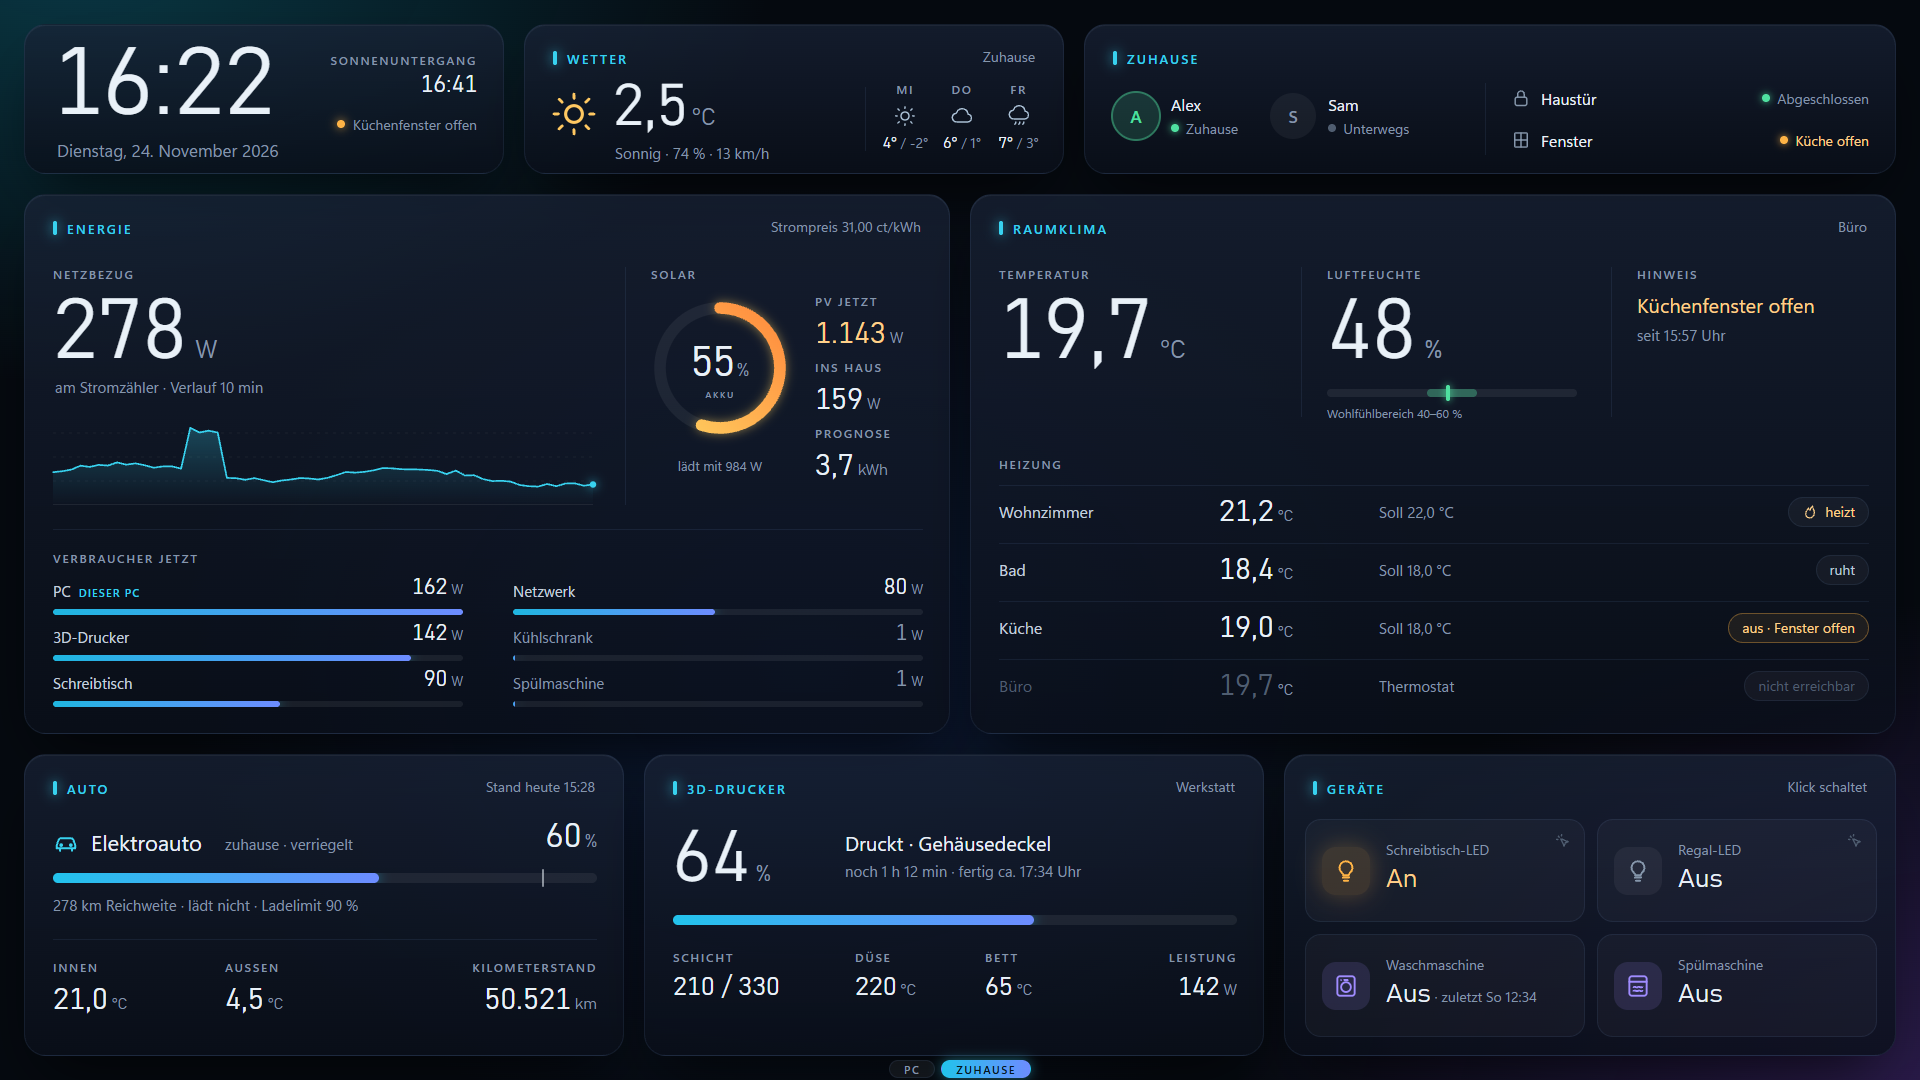 16:22
SONNENUNTERGANG
16:41
Küchenfenster offen
Dienstag, 24. November 2026
WETTER
Zuhause
2,5 °C
Sonnig · 74 % · 13 km/h
MI DO FR
4° / -2° 6° / 1° 7° / 3°
ZUHAUSE
A
Alex
Zuhause
S
Sam
Unterwegs
Haustür Abgeschlossen
Fenster Küche offen
ENERGIE
Strompreis 31,00 ct/kWh
NETZBEZUG
278 W
am Stromzähler · Verlauf 10 min
SOLAR
55 %
AKKU
lädt mit 984 W
PV JETZT
1.143 W
INS HAUS
159 W
PROGNOSE
3,7 kWh
VERBRAUCHER JETZT
PC DIESER PC 162 W
3D-Drucker 142 W
Schreibtisch 90 W
Netzwerk 80 W
Kühlschrank 1 W
Spülmaschine 1 W
RAUMKLIMA
Büro
TEMPERATUR
19,7 °C
LUFTFEUCHTE
48 %
Wohlfühlbereich 40–60 %
HINWEIS
Küchenfenster offen
seit 15:57 Uhr
HEIZUNG
Wohnzimmer 21,2 °C Soll 22,0 °C heizt
Bad 18,4 °C Soll 18,0 °C ruht
Küche 19,0 °C Soll 18,0 °C aus · Fenster offen
Büro 19,7 °C Thermostat nicht erreichbar
AUTO
Stand heute 15:28
Elektroauto zuhause · verriegelt 60 %
278 km Reichweite · lädt nicht · Ladelimit 90 %
INNEN
21,0 °C
AUSSEN
4,5 °C
KILOMETERSTAND
50.521 km
3D-DRUCKER
Werkstatt
64 %
Druckt · Gehäusedeckel
noch 1 h 12 min · fertig ca. 17:34 Uhr
SCHICHT
210 / 330
DÜSE
220 °C
BETT
65 °C
LEISTUNG
142 W
GERÄTE
Klick schaltet
Schreibtisch-LED
An
Regal-LED
Aus
Waschmaschine
Aus · zuletzt So 12:34
Spülmaschine
Aus
PC ZUHAUSE